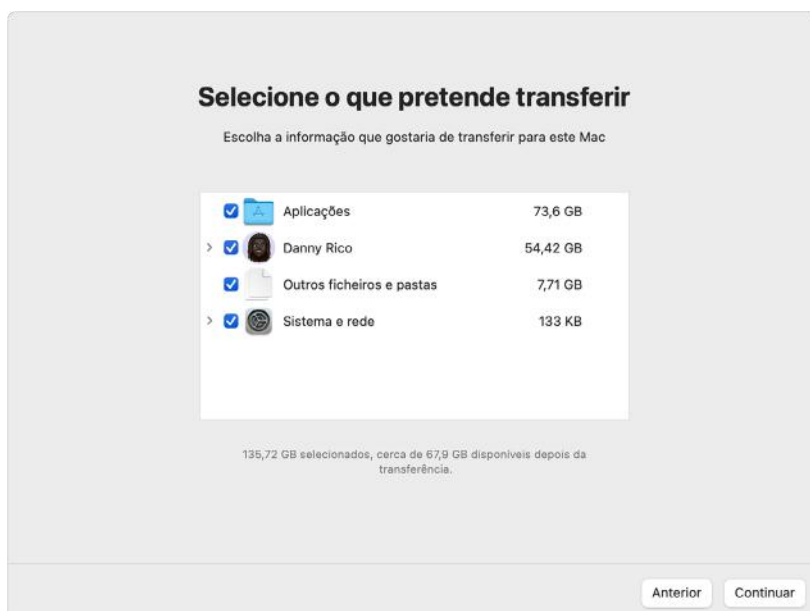 Selecione o que pretende transferir
Escolha a informação que gostaria de transferir para este Mac
Aplicações 73,6 GB
Danny Rico 54,42 GB
Outros ficheiros e pastas 7,71 GB
Sistema e rede 133 KB
135,72 GB selecionados, cerca de 67,9 GB disponíveis depois da
transferência.
Anterior Continuar